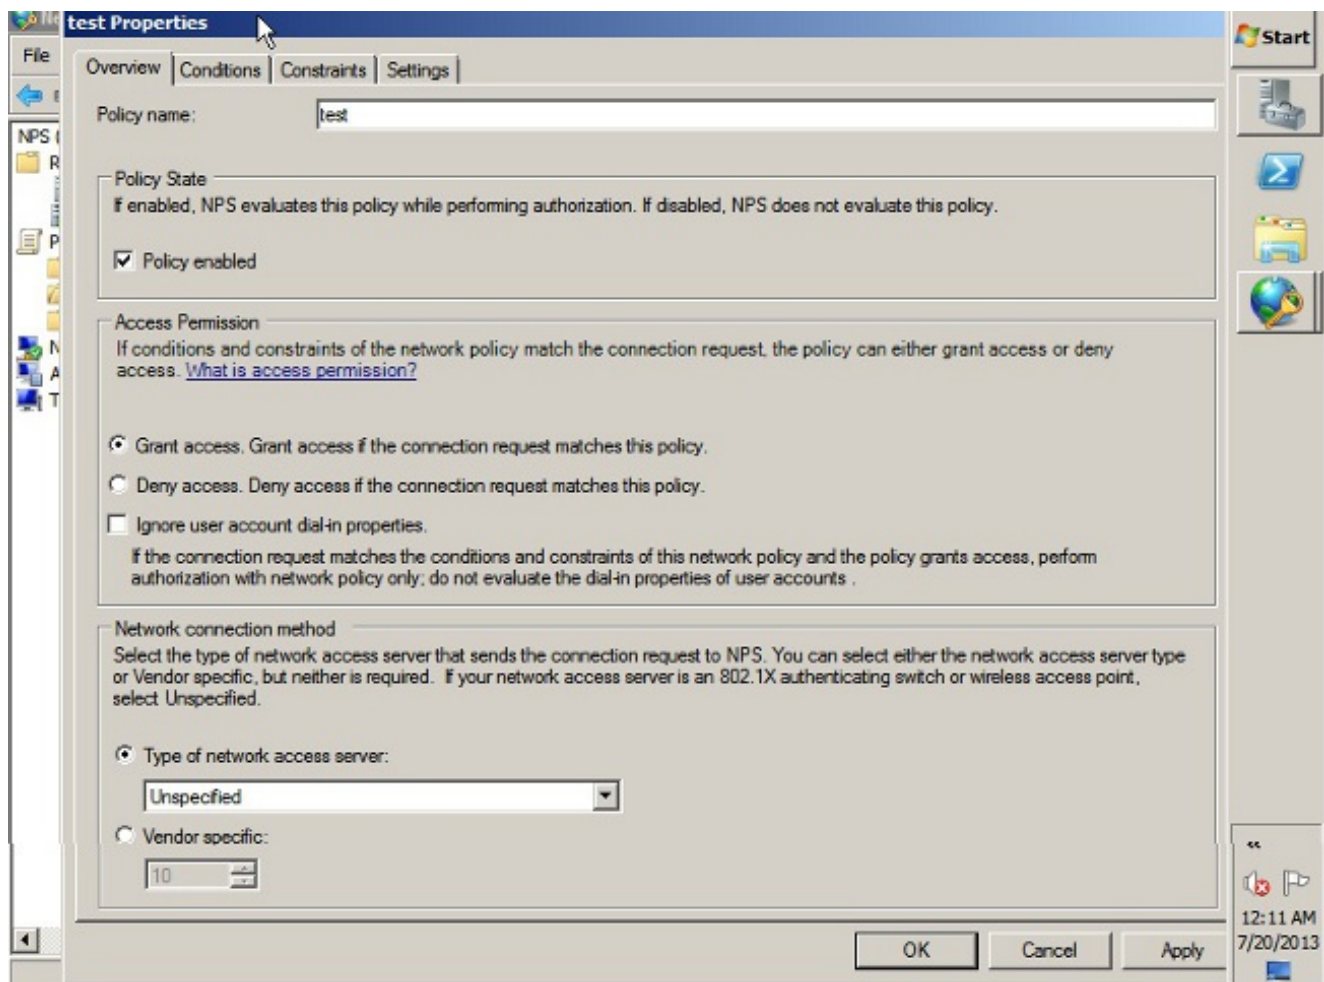 Ne
test Properties
Start
File
Overview
Conditions
Constraints
Settings
Policy name:
test
NPS (
R
Policy State
If enabled, NPS evaluates this policy while performing authorization. If disabled, NPS does not evaluate this policy.
P
Policy enabled
Access Permission
If conditions and constraints of the network policy match the connection request, the policy can either grant access or deny
access. What is access permission?
N
A
T
Grant access. Grant access if the connection request matches this policy.
Deny access. Deny access if the connection request matches this policy.
Ignore user account dial-in properties.
If the connection request matches the conditions and constraints of this network policy and the policy grants access, perform
authorization with network policy only; do not evaluate the dial-in properties of user accounts .
Network connection method
Select the type of network access server that sends the connection request to NPS. You can select either the network access server type
or Vendor specific, but neither is required. If your network access server is an 802.1X authenticating switch or wireless access point,
select Unspecified.
Type of network access server:
Unspecified
Vendor specific:
10
12:11 AM
7/20/2013
OK
Cancel
Apply